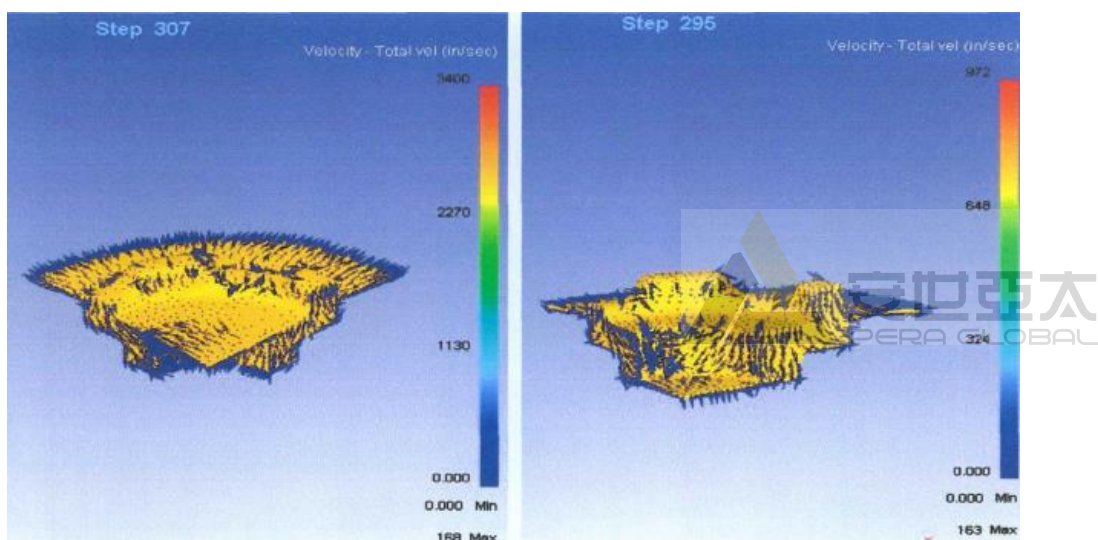 Step 307
Velocity - Total vel (in/sec)
3400
2270
1130
0.000
0.000 Min
168 Max
Step 295
Velocity - Total vel (in/sec)
972
648
324
0.000
0.000 Min
163 Max
安世亚太
PERA GLOBAL